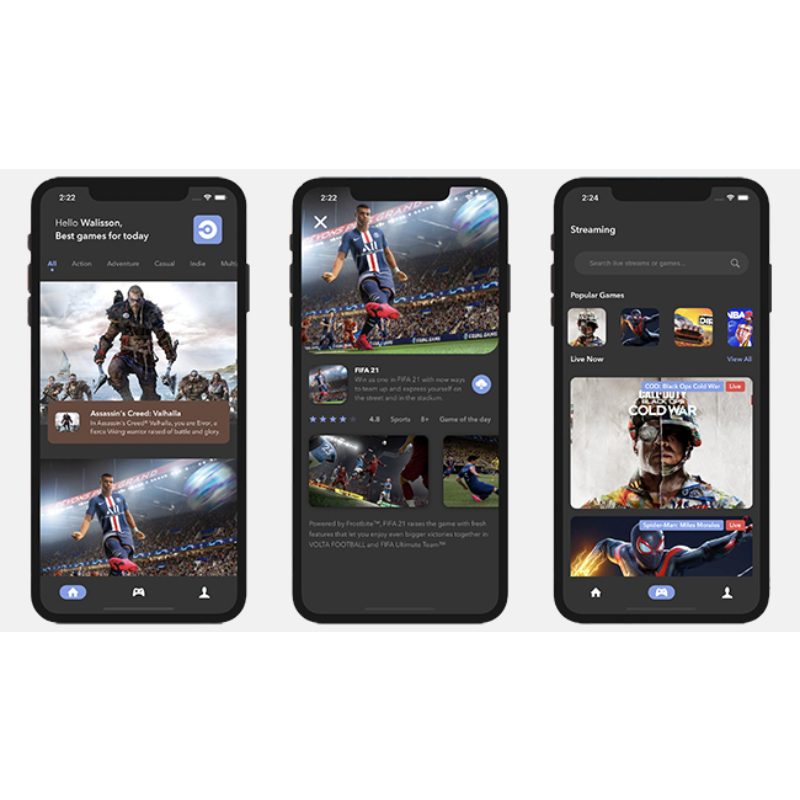 2:22
Hello Walisson,
Best games for today
All Action Adventure Casual Indie Multi
Assassin's Creed: Valhalla
In Assassin's Creed® Valhalla, you are Eivor, a
fierce Viking warrior raised of battle and glory
2:22
FIFA 21
Win as one in FIFA 21 with new ways
to team up and express yourself on
the street and in the stadium.
4.8 Sports 8+ Game of the day
Powered by Frostbite™, FIFA 21 raises the game with fresh
features that let you enjoy even bigger victories together in
VOLTA FOOTBALL and FIFA Ultimate Team™
2:24
Streaming
Search live streams or games...
Popular Games
NBA
Live Now View All
COD: Black Ops Cold War Live
CALL OF DUTY
BLACK OPS
COLD WAR
Spider-Man: Miles Morales Live